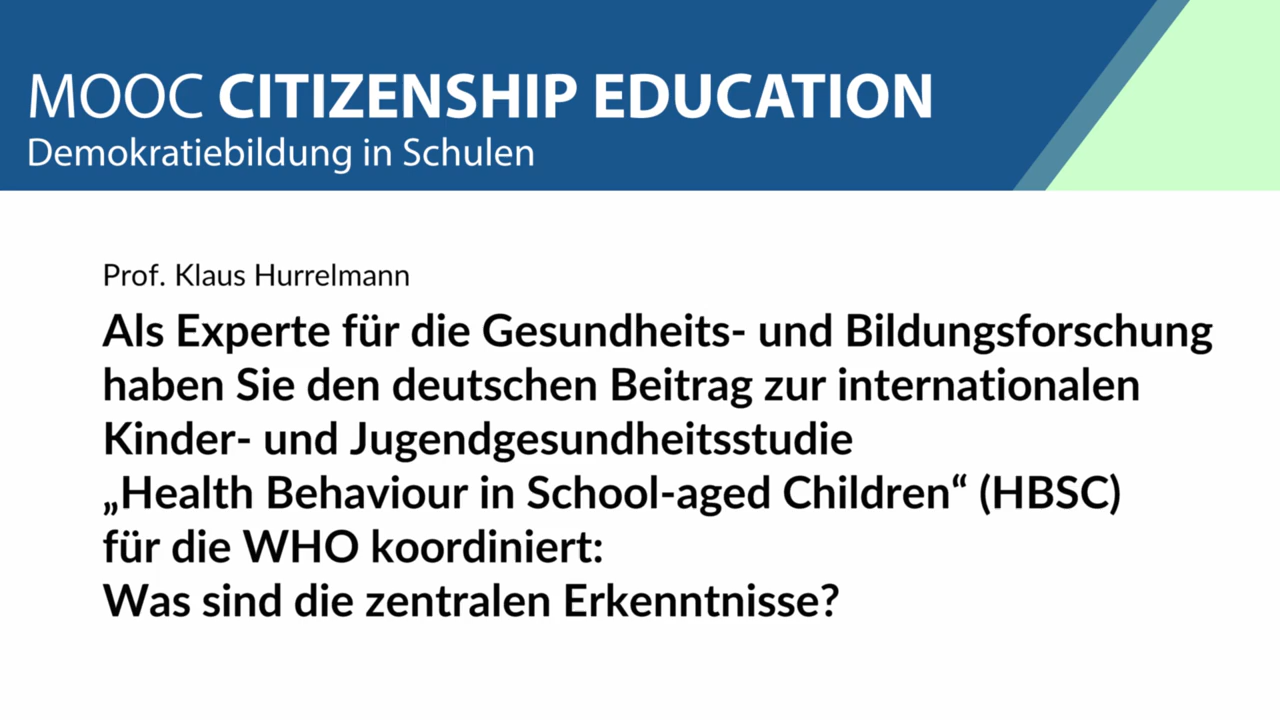 MOOC CITIZENSHIP EDUCATION
Demokratiebildung in Schulen
Prof. Klaus Hurrelmann
Als Experte für die Gesundheits- und Bildungsforschung
haben Sie den deutschen Beitrag zur internationalen
Kinder- und Jugendgesundheitsstudie
„Health Behaviour in School-aged Children“ (HBSC)
für die WHO koordiniert:
Was sind die zentralen Erkenntnisse?